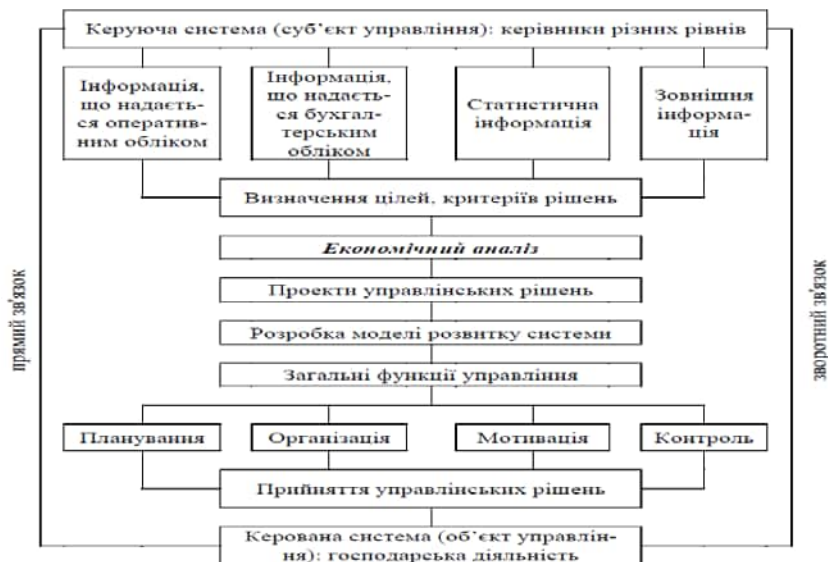 Керуюча система (суб’єкт управління): керівники різних рівнів
Інформація,
що надаєть-
ся оператив-
ним обліком
Інформація,
що надаєть-
ся бухгал-
терським
обліком
Статистична
інформація
Зовнішня
інформа-
ція
Визначення цілей, критеріїв рішень
Економічний аналіз
Проекти управлінських рішень
Розробка моделі розвитку системи
Загальні функції управління
Планування
Організація
Мотивація
Контроль
Прийняття управлінських рішень
Керована система (об’єкт управлін-
ня): господарська діяльність
прямий зв'язок
зворотний зв'язок